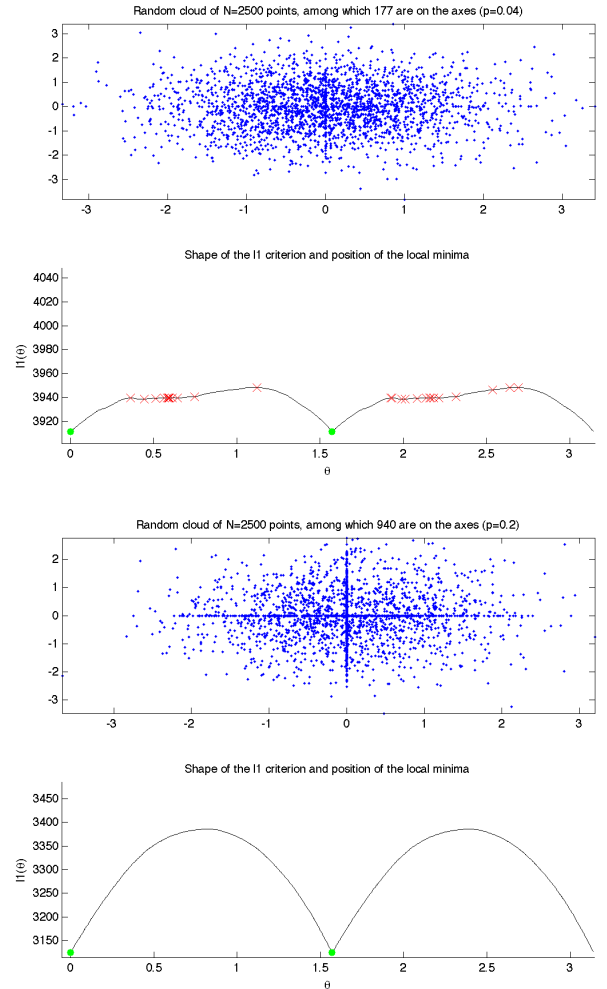 Random cloud of N=2500 points, among which 177 are on the axes (p=0.04)
3
2
1
0
-1
-2
-3
-3 -2 -1 0 1 2 3
Shape of the l1 criterion and position of the local minima
4040
4020
4000
3980
3960
3940
3920
l1(θ)
0 0.5 1 1.5 2 2.5 3
θ
Random cloud of N=2500 points, among which 940 are on the axes (p=0.2)
2
1
0
-1
-2
-3
-3 -2 -1 0 1 2 3
Shape of the l1 criterion and position of the local minima
3450
3400
3350
3300
3250
3200
3150
l1(θ)
0 0.5 1 1.5 2 2.5 3
θ